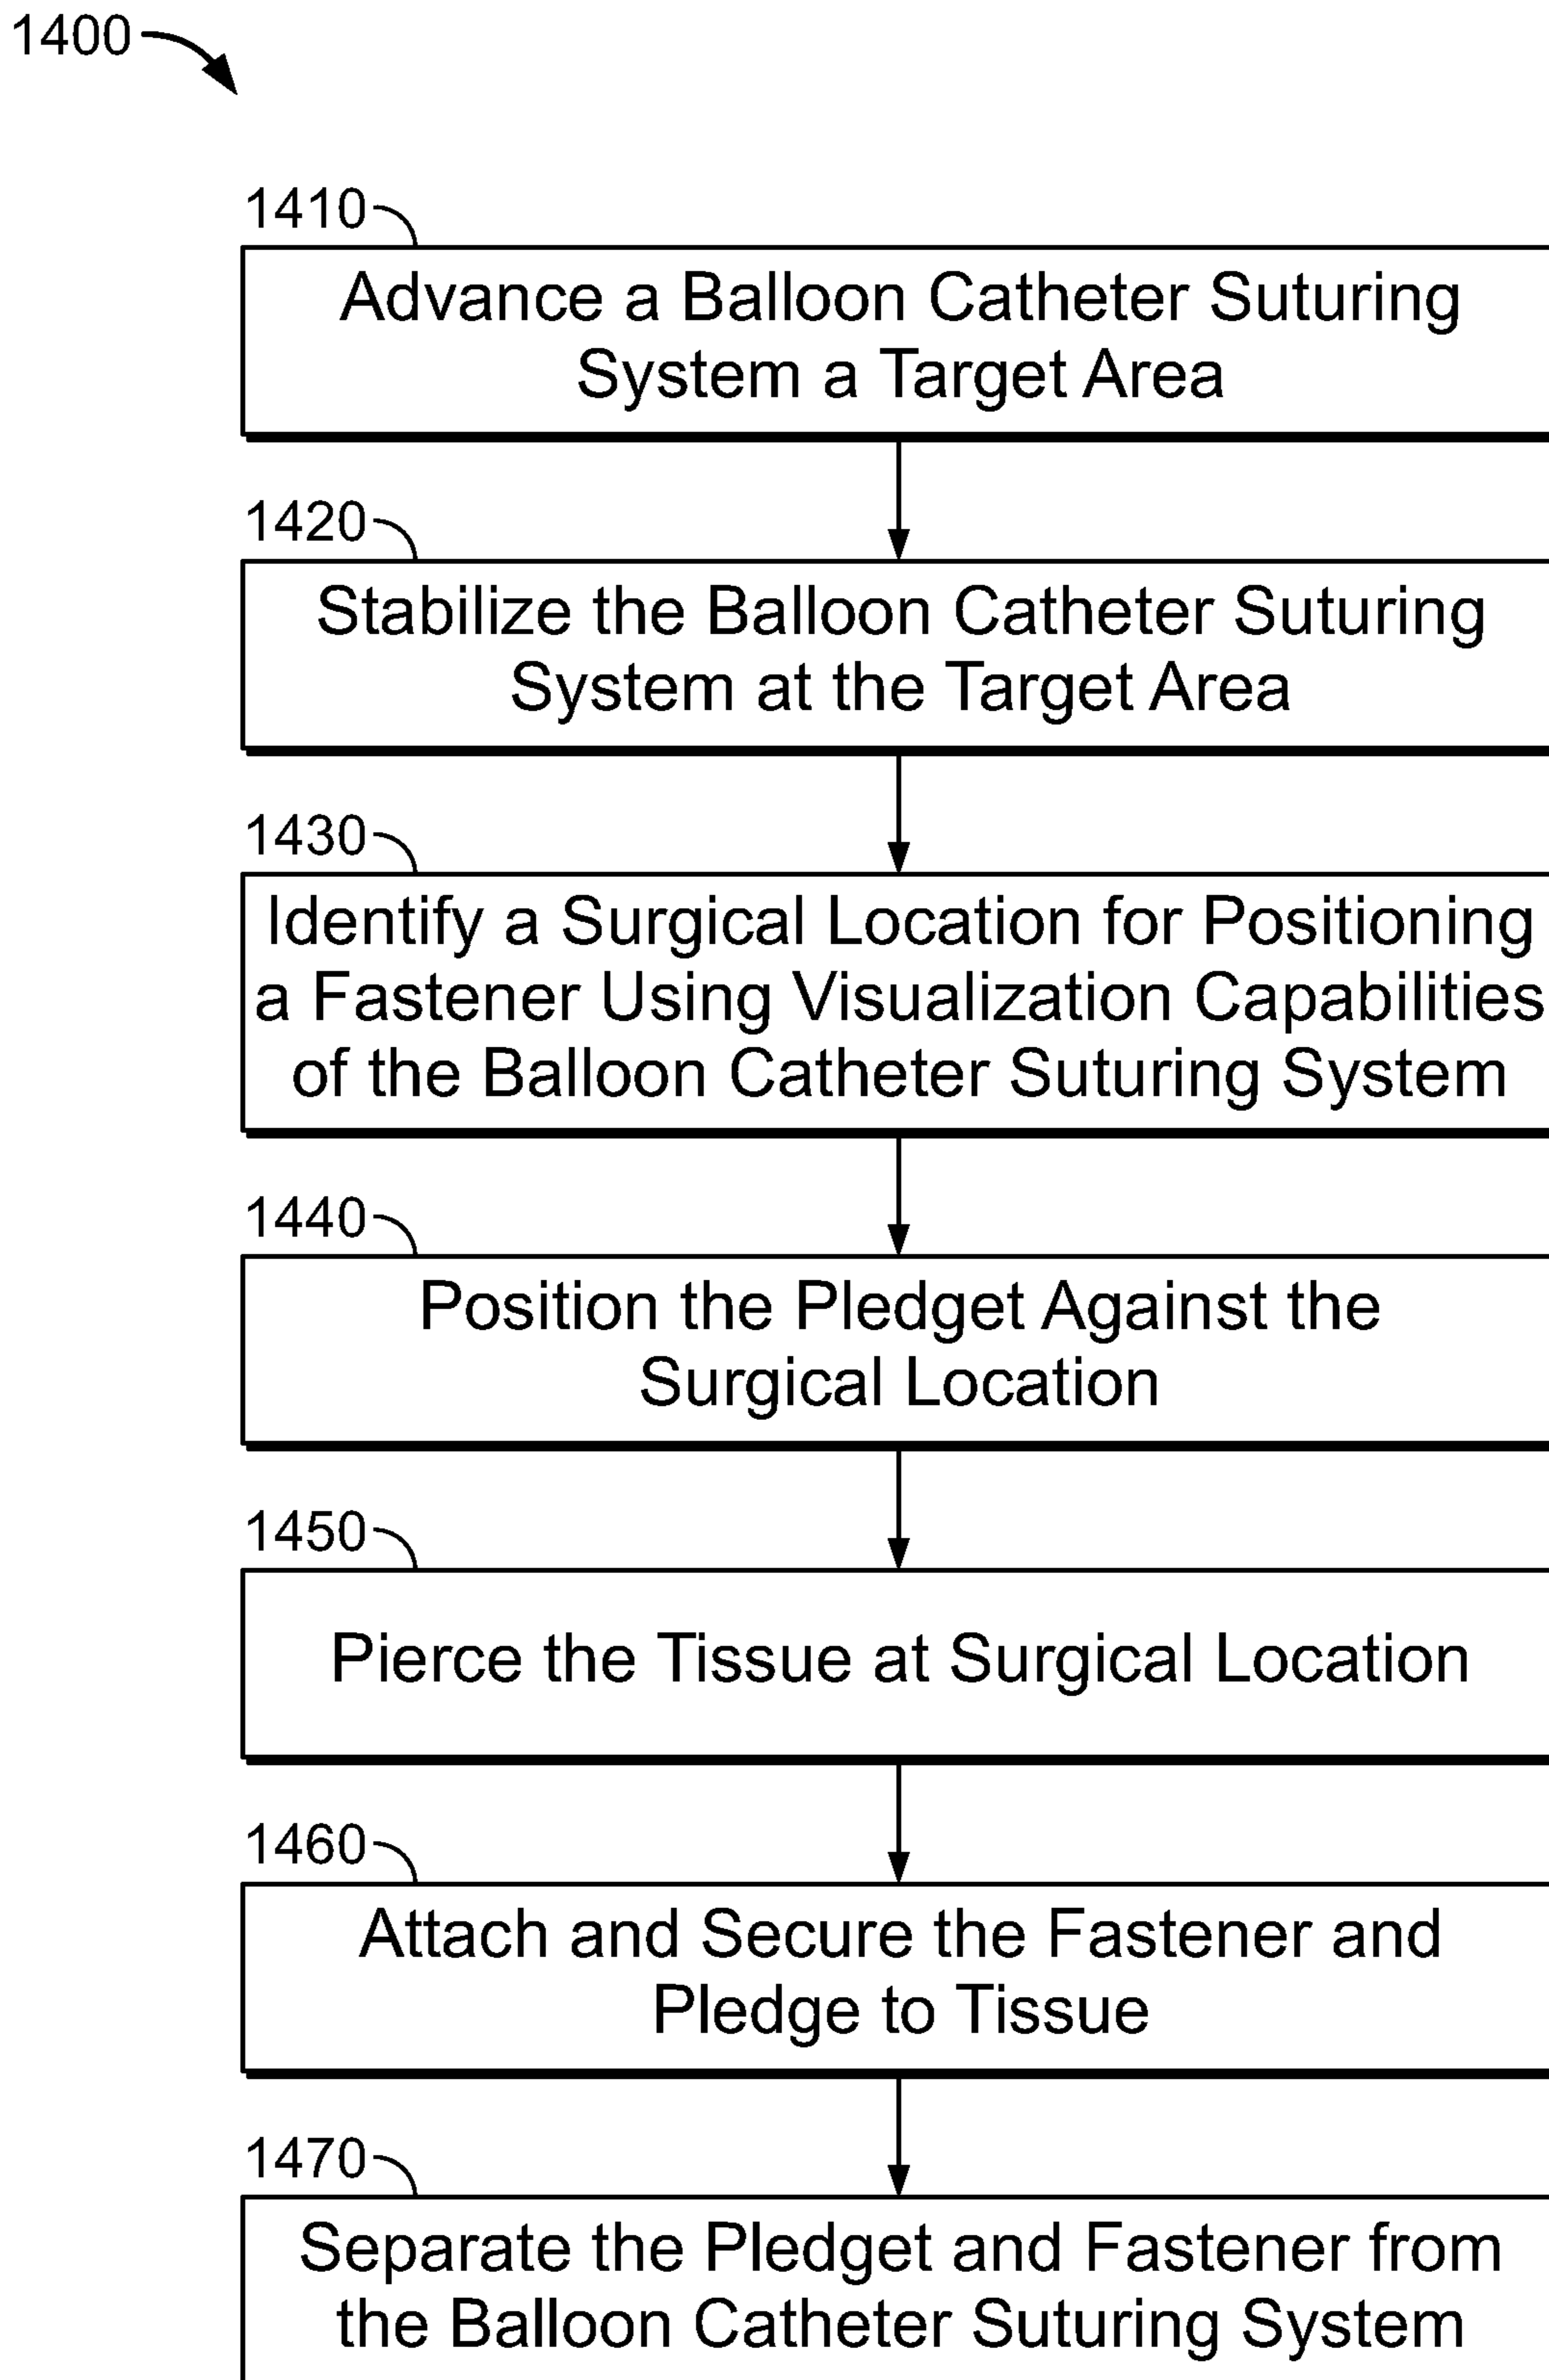 1400
1410
Advance a Balloon Catheter Suturing
System a Target Area
1420
Stabilize the Balloon Catheter Suturing
System at the Target Area
1430
Identify a Surgical Location for Positioning
a Fastener Using Visualization Capabilities
of the Balloon Catheter Suturing System
1440
Position the Pledget Against the
Surgical Location
1450
Pierce the Tissue at Surgical Location
1460
Attach and Secure the Fastener and
Pledge to Tissue
1470
Separate the Pledget and Fastener from
the Balloon Catheter Suturing System